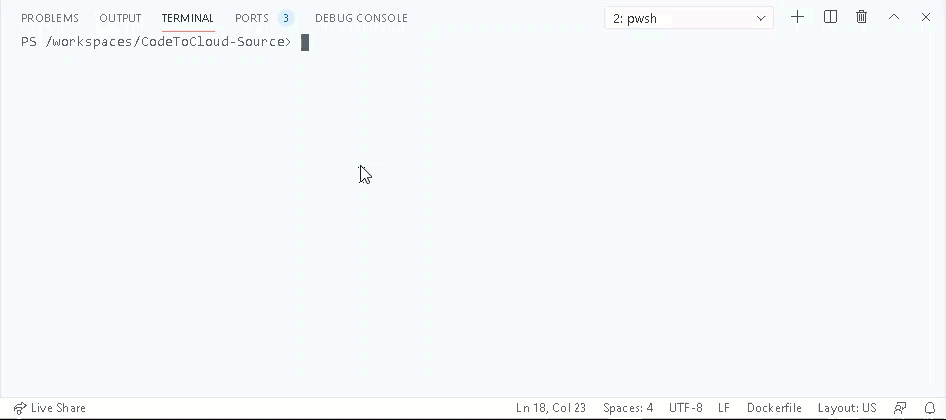 PROBLEMS OUTPUT TERMINAL PORTS 3 DEBUG CONSOLE 2: pwsh
PS /workspaces/CodeToCloud-Source>
Live Share Ln 18, Col 23 Spaces: 4 UTF-8 LF Dockerfile Layout: US